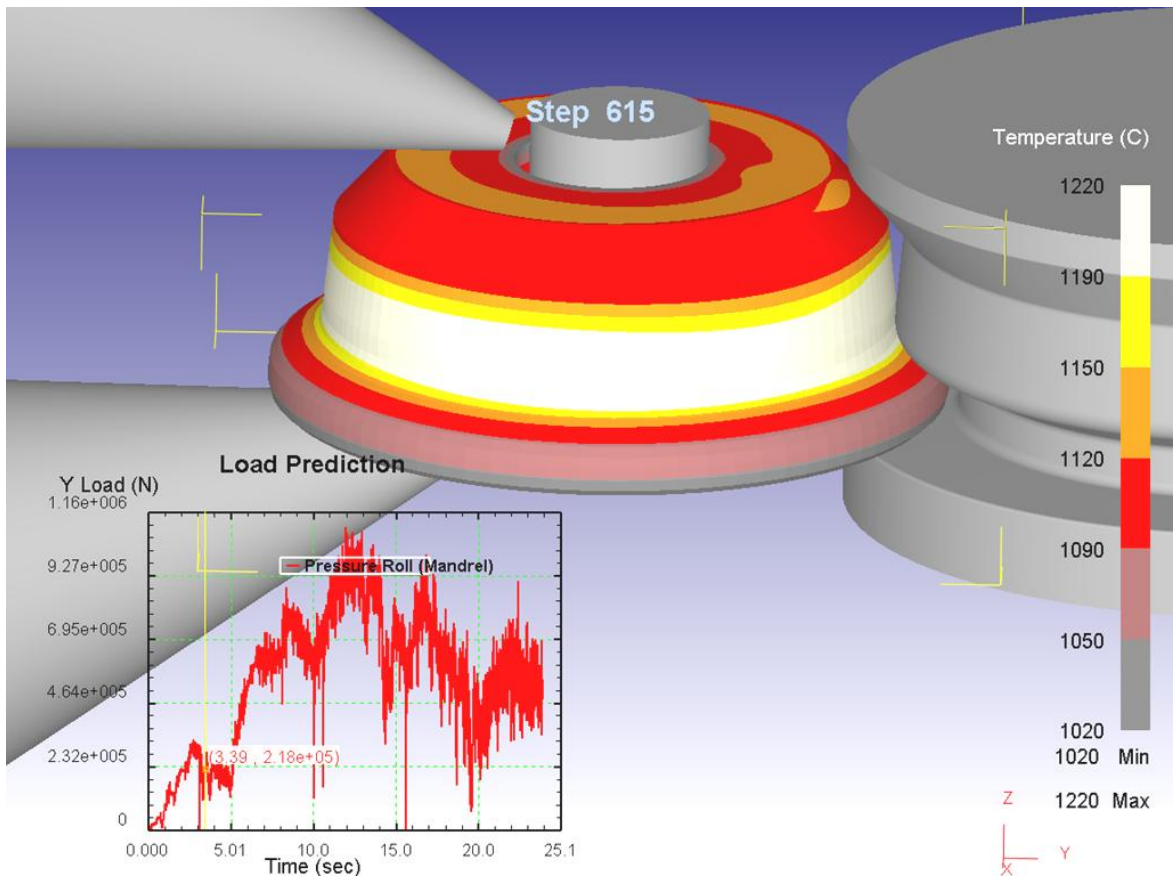 Step 615
Temperature (C)
1220
1190
1150
1120
1090
1050
1020
1020 Min
1220 Max
Load Prediction
Y Load (N)
1.16e+006
9.27e+005
6.95e+005
4.64e+005
2.32e+005
0
Pressure Roll (Mandrel)
(3.39 , 2.18e+05)
0.000 5.01 10.0 15.0 20.0 25.1
Time (sec)
Z
Y
X